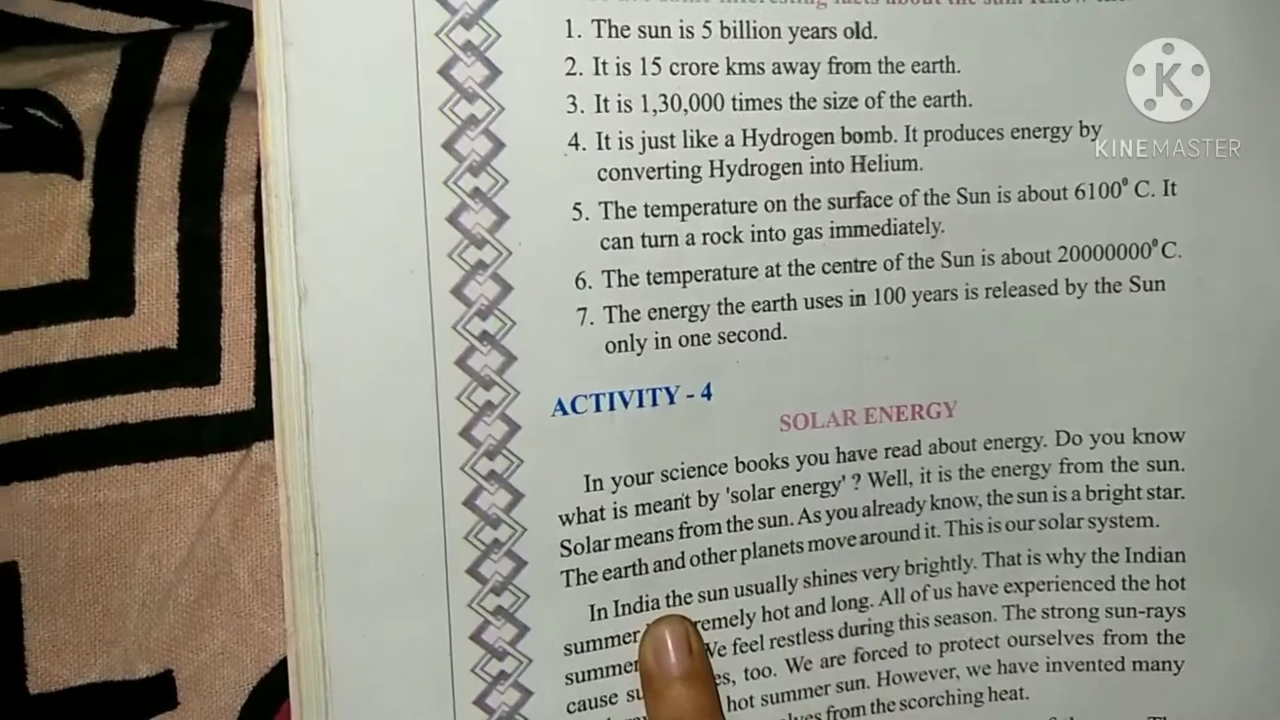 interesting facts about the sun. Know
1. The sun is 5 billion years old.
2. It is 15 crore kms away from the earth.
3. It is 1,30,000 times the size of the earth.
4. It is just like a Hydrogen bomb. It produces energy by
converting Hydrogen into Helium.
5. The temperature on the surface of the Sun is about 6100⁰ C. It
can turn a rock into gas immediately.
6. The temperature at the centre of the Sun is about 20000000⁰C.
7. The energy the earth uses in 100 years is released by the Sun
only in one second.
K
KINEMASTER
ACTIVITY - 4
SOLAR ENERGY
In your science books you have read about energy. Do you know
what is meant by 'solar energy' ? Well, it is the energy from the sun.
Solar means from the sun. As you already know, the sun is a bright star.
The earth and other planets move around it. This is our solar system.
In India the sun usually shines very brightly. That is why the Indian
summer remely hot and long. All of us have experienced the hot
summer We feel restless during this season. The strong sun-rays
cause su es, too. We are forced to protect ourselves from the
hot summer sun. However, we have invented many
from the scorching heat.